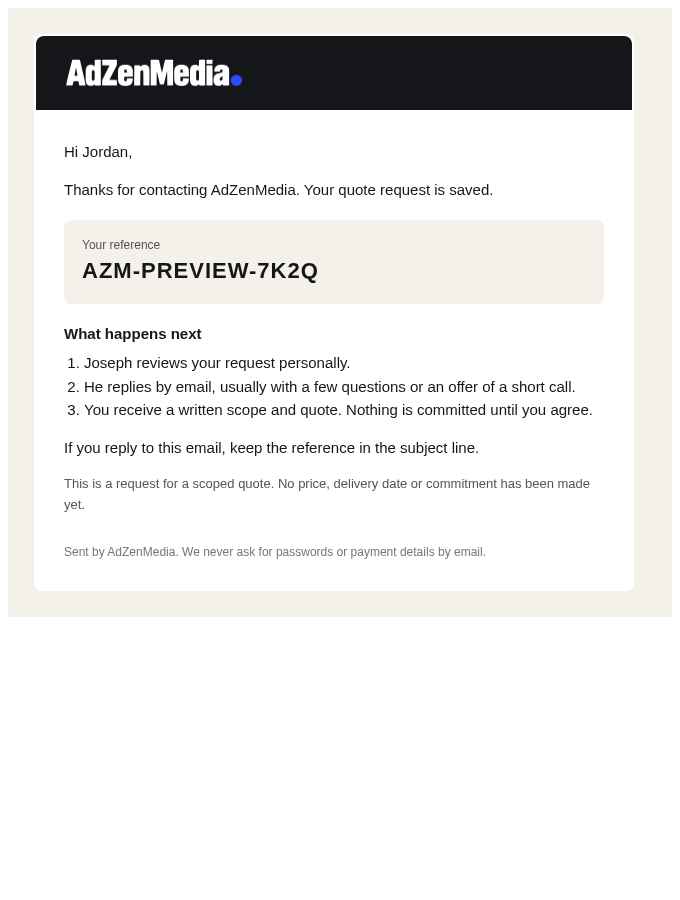 AdZenMedia
Hi Jordan,
Thanks for contacting AdZenMedia. Your quote request is saved.
Your reference
AZM-PREVIEW-7K2Q
What happens next
1. Joseph reviews your request personally.
2. He replies by email, usually with a few questions or an offer of a short call.
3. You receive a written scope and quote. Nothing is committed until you agree.
If you reply to this email, keep the reference in the subject line.
This is a request for a scoped quote. No price, delivery date or commitment has been made
yet.
Sent by AdZenMedia. We never ask for passwords or payment details by email.